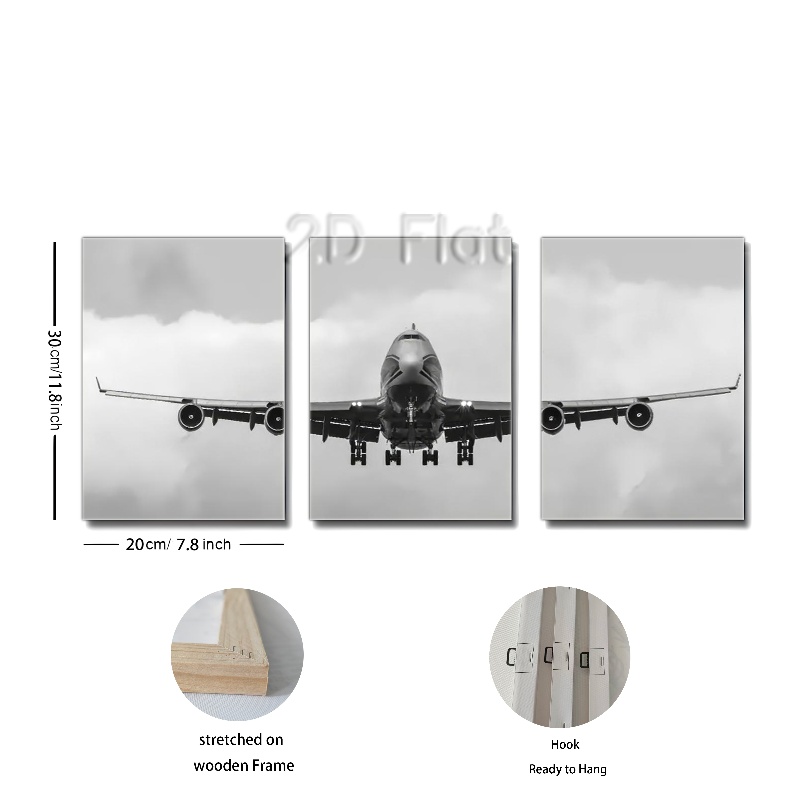 2D Flat
30cm/11.8inch
20cm/ 7.8 inch
stretched on
wooden Frame
Hook
Ready to Hang